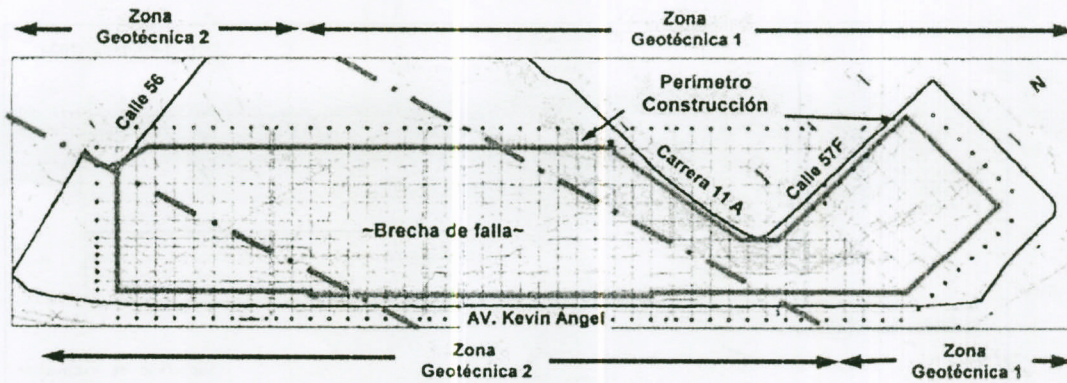 Zona
Geotécnica 2
Zona
Geotécnica 1
Calle 56
Perímetro
Construcción
N
Carrera 11 A
Calle 57F
~Brecha de falla~
AV. Kevin Ángel
Zona
Geotécnica 2
Zona
Geotécnica 1